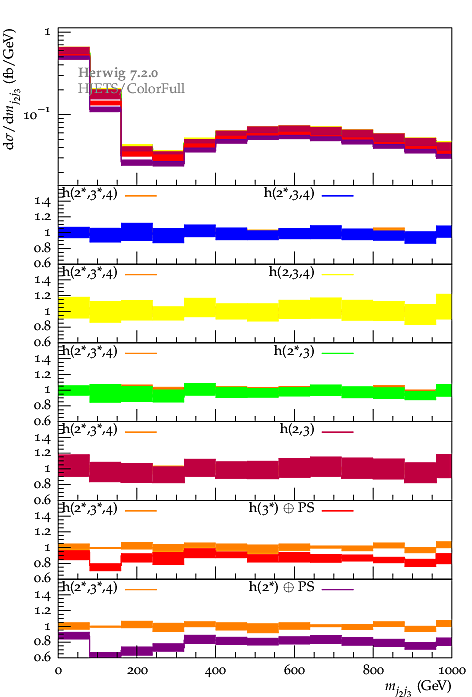 dσ/dm_{j2j3} (fb/GeV)
1
10⁻¹
Herwig 7.2.0
HJETS/ColorFull
h(2*,3*,4) h(2*,3,4)
1.4
1.2
1
0.8
0.6
h(2*,3*,4) h(2,3,4)
1.4
1.2
1
0.8
0.6
h(2*,3*,4) h(2*,3)
1.4
1.2
1
0.8
0.6
h(2*,3*,4) h(2,3)
1.4
1.2
1
0.8
0.6
h(2*,3*,4) h(3*) ⊕ PS
1.4
1.2
1
0.8
0.6
h(2*,3*,4) h(2*) ⊕ PS
1.4
1.2
1
0.8
0.6
0 200 400 600 800 1000
m_{j2j3} (GeV)